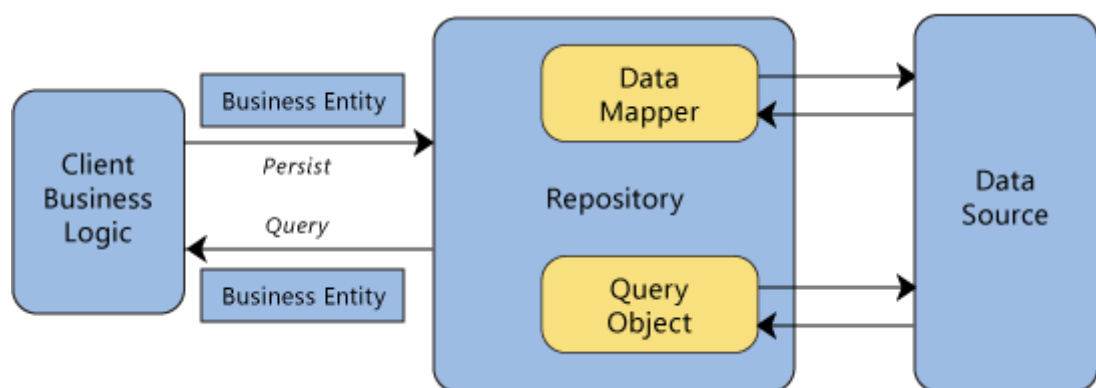 Client
Business
Logic
Business Entity
Persist
Query
Business Entity
Data
Mapper
Repository
Query
Object
Data
Source